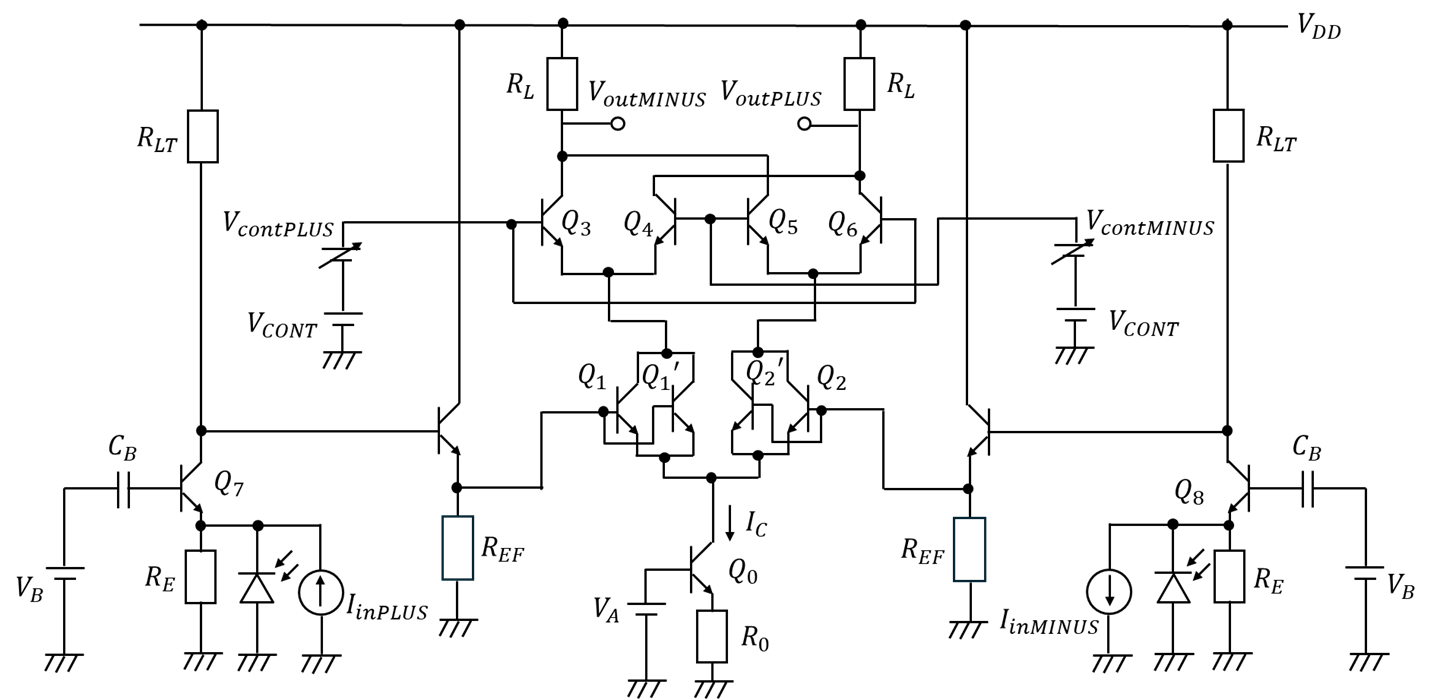 V_DD
R_L
V_outMINUS
V_outPLUS
R_L
R_LT
R_LT
V_contPLUS
Q_3
Q_4
Q_5
Q_6
V_contMINUS
V_CONT
V_CONT
Q_1
Q_1′
Q_2′
Q_2
C_B
C_B
Q_7
Q_8
I_C
R_EF
R_EF
V_B
R_E
I_inPLUS
Q_0
V_A
R_0
I_inMINUS
R_E
V_B